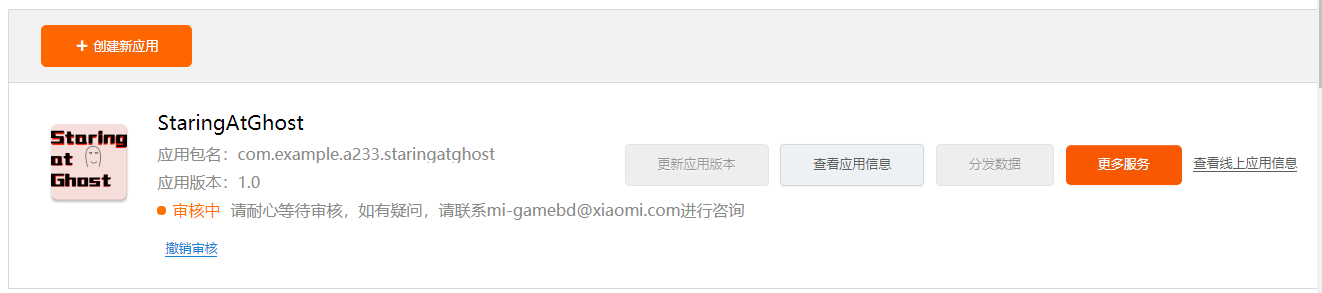 + 创建新应用
Staring
at
Ghost
StaringAtGhost
应用包名：com.example.a233.staringatghost
应用版本：1.0
审核中 请耐心等待审核，如有疑问，请联系mi-gamebd@xiaomi.com进行咨询
撤销审核
更新应用版本
查看应用信息
分发数据
更多服务
查看线上应用信息